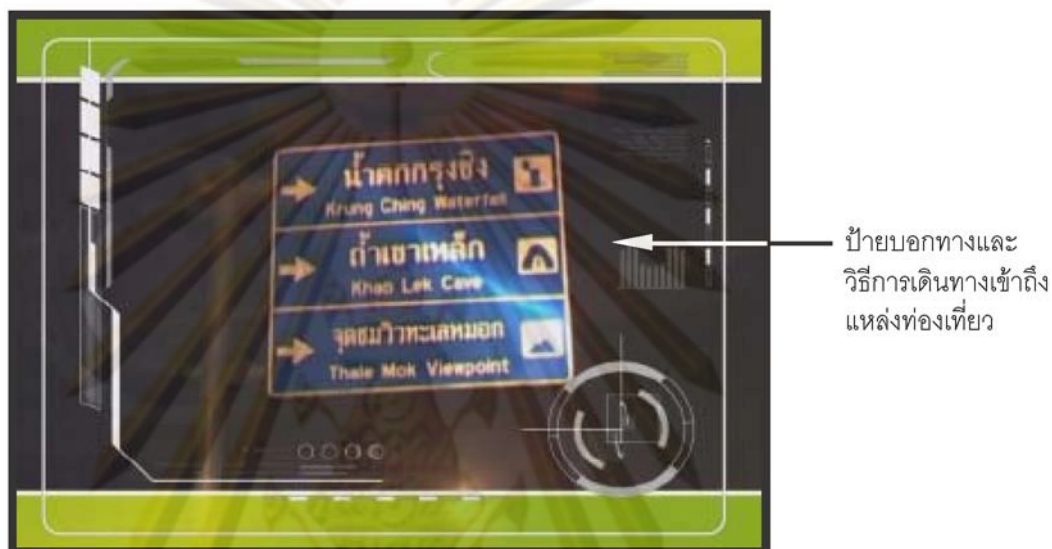 น้ำตกกรุงชิง
Krung Ching Waterfall
ถ้ำเขาเหล็ก
Khao Lek Cave
จุดชมวิวทะเลหมอก
Thale Mok Viewpoint
ป้ายบอกทางและ
วิธีการเดินทางเข้าถึง
แหล่งท่องเที่ยว